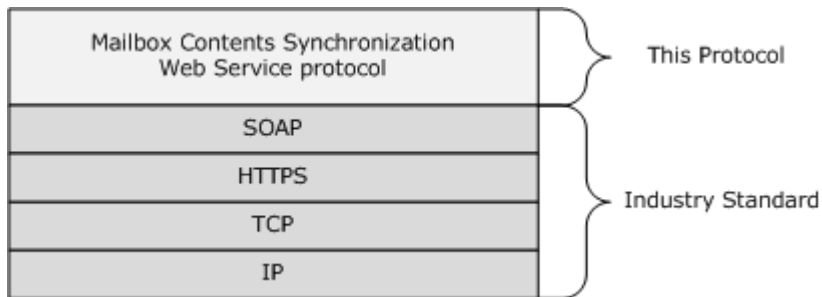 Mailbox Contents Synchronization
Web Service protocol
This Protocol
SOAP
HTTPS
TCP
IP
Industry Standard